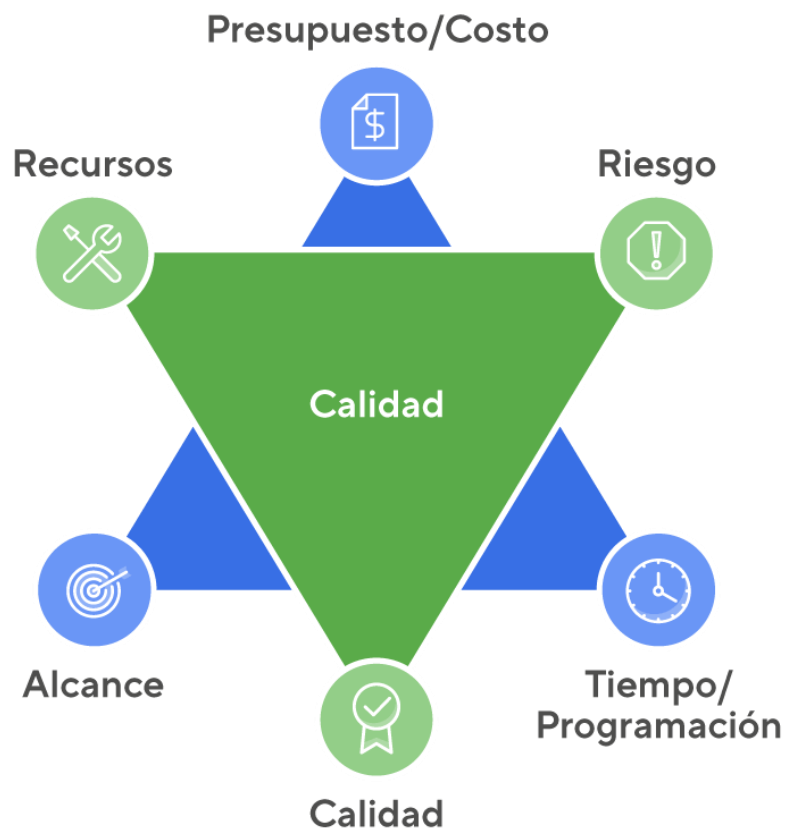 Presupuesto/Costo
Recursos
Riesgo
$
Calidad
Alcance
Tiempo/
Programación
Calidad